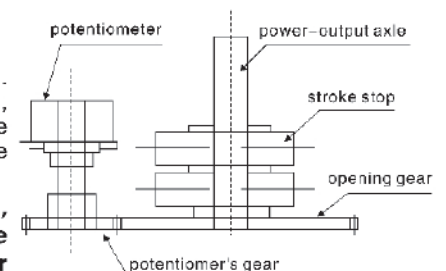 potentiometer
power-output axle
stroke stop
opening gear
potentiomer's gear